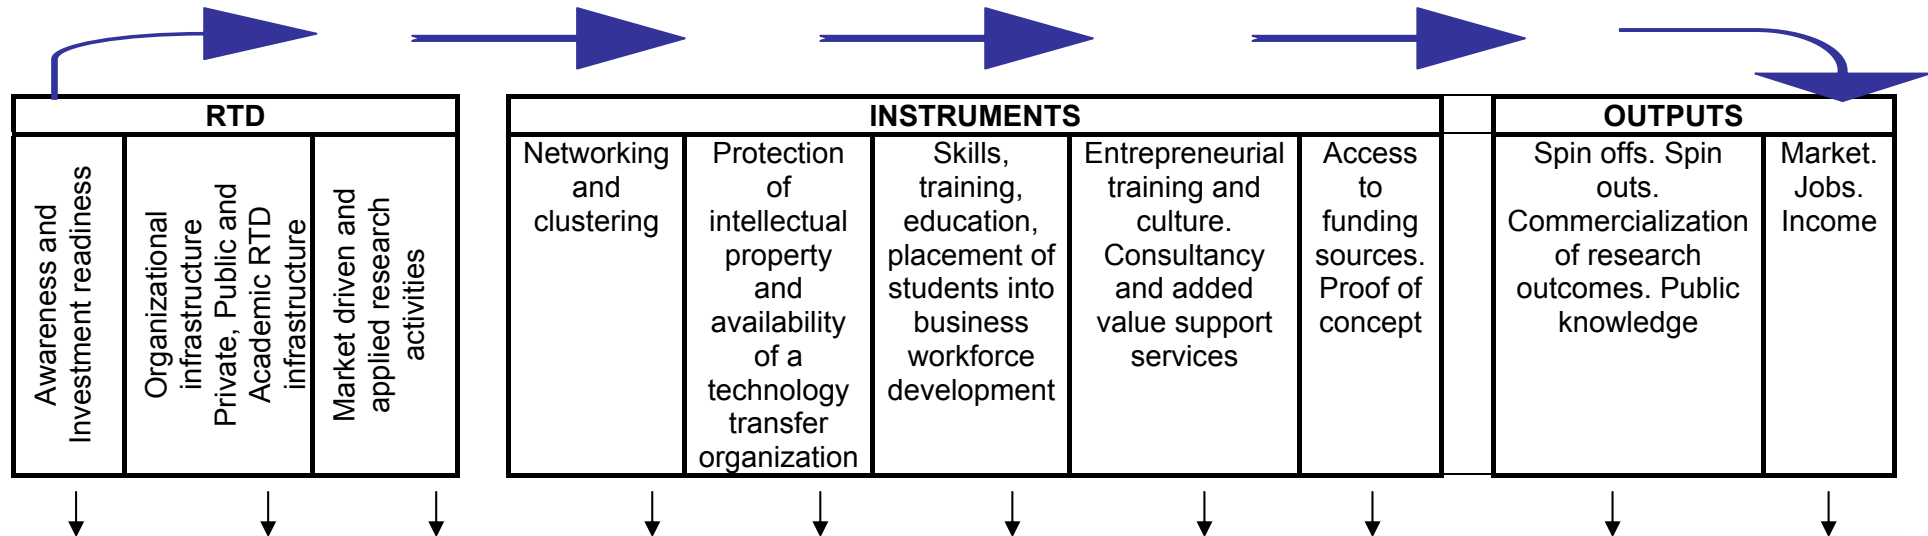 RTD
Awareness and
Investment readiness
Organizational
infrastructure
Private, Public and
Academic RTD
infrastructure
Market driven and
applied research
activities
INSTRUMENTS
Networking
and
clustering
Protection
of
intellectual
property
and
availability
of a
technology
transfer
organization
Skills,
training,
education,
placement of
students into
business
workforce
development
Entrepreneurial
training and
culture.
Consultancy
and added
value support
services
Access
to
funding
sources.
Proof of
concept
OUTPUTS
Spin offs. Spin
outs.
Commercialization
of research
outcomes. Public
knowledge
Market.
Jobs.
Income